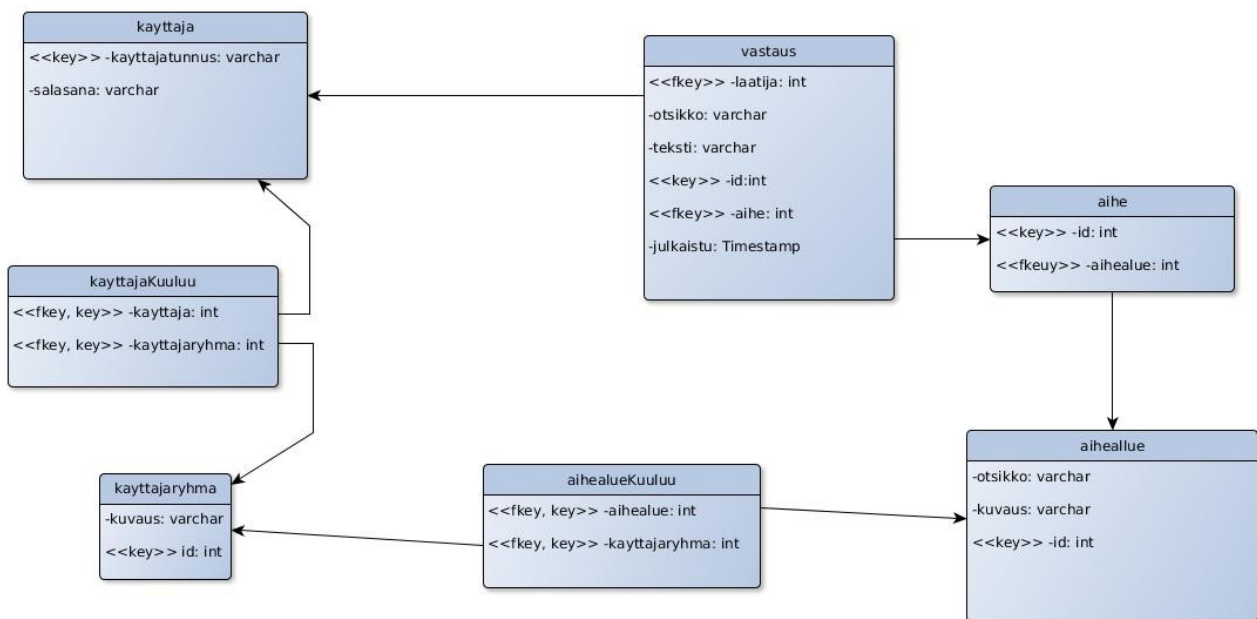 kayttaja
<<key>> -kayttajatunnus: varchar
-salasana: varchar
vastaus
<<fkey>> -laatija: int
-otsikko: varchar
-teksti: varchar
<<key>> -id:int
<<fkey>> -aihe: int
-julkaistu: Timestamp
aihe
<<key>> -id: int
<<fkeuy>> -aihealue: int
kayttajaKuuluu
<<fkey, key>> -kayttaja: int
<<fkey, key>> -kayttajaryhma: int
kayttajaryhma
-kuvaus: varchar
<<key>> id: int
aihealueKuuluu
<<fkey, key>> -aihealue: int
<<fkey, key>> -kayttajaryhma: int
aiheallue
-otsikko: varchar
-kuvaus: varchar
<<key>> -id: int